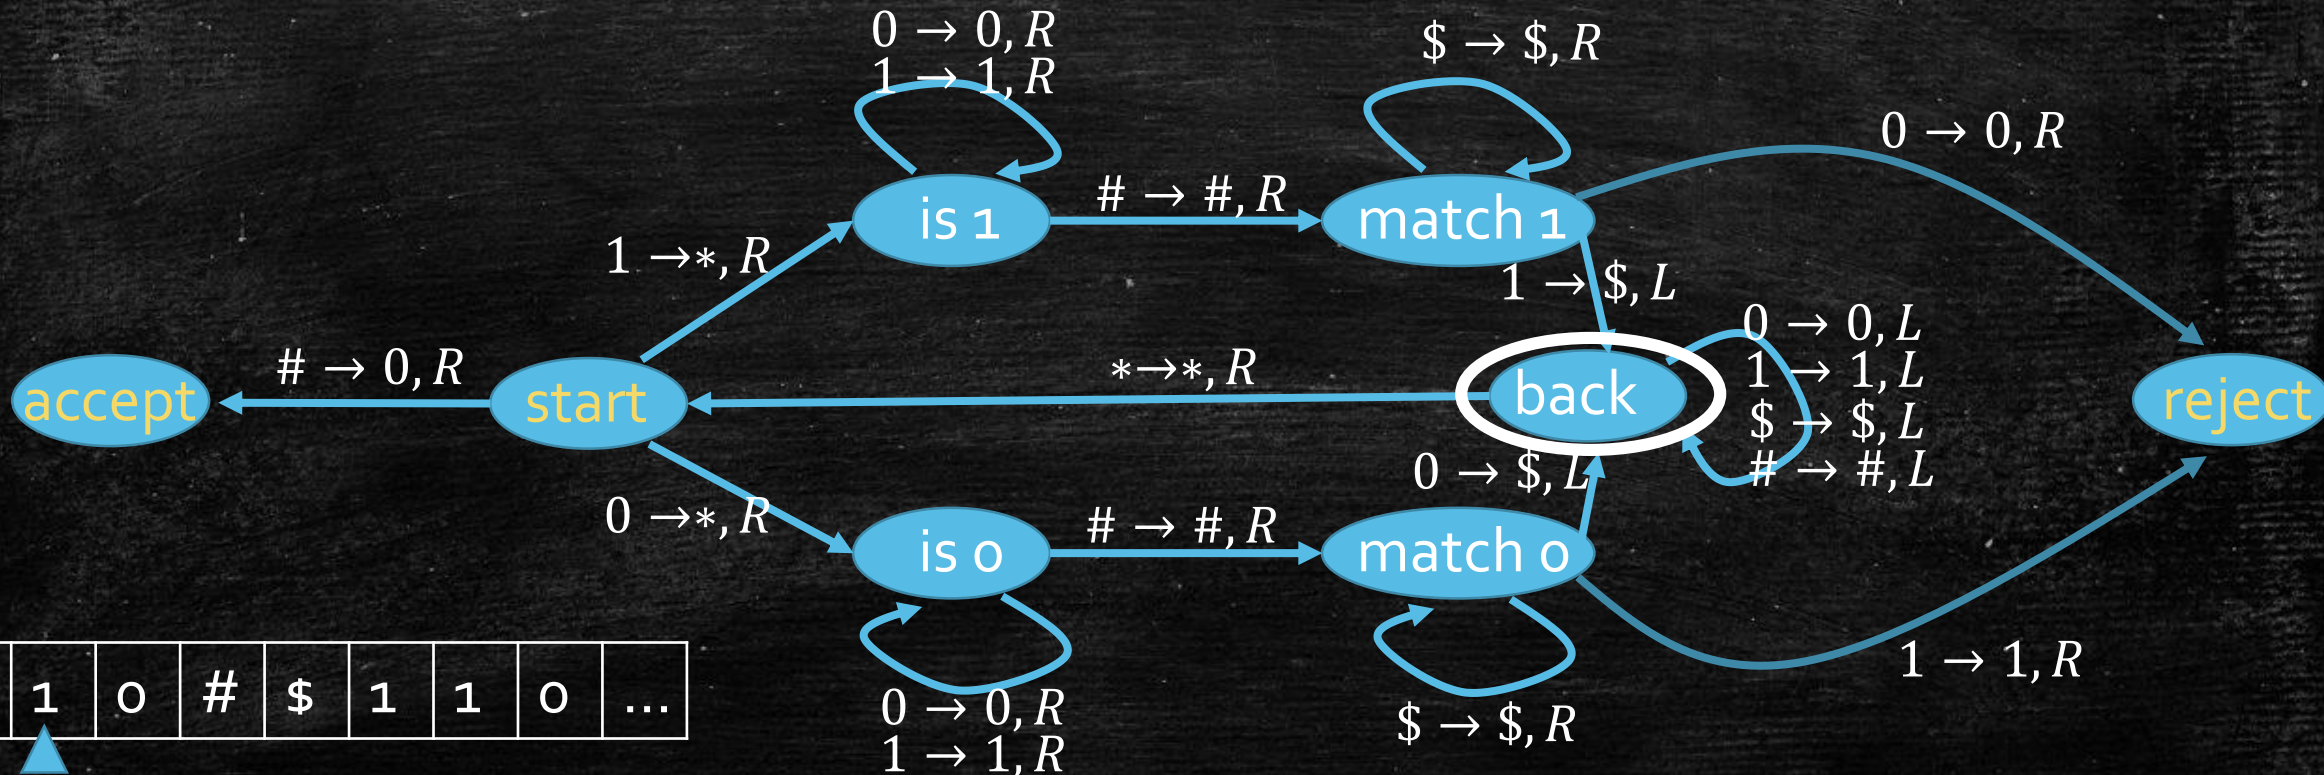 0 → 0, R
1 → 1, R
$ → $, R
0 → 0, R
is 1
# → #, R
match 1
1 →*, R
1 → $, L
0 → 0, L
1 → 1, L
$ → $, L
# → #, L
accept
# → 0, R
start
*→*, R
back
reject
0 → $, L
0 →*, R
is 0
# → #, R
match 0
1 → 1, R
0 → 0, R
1 → 1, R
$ → $, R
1 0 # $ 1 1 0 ...